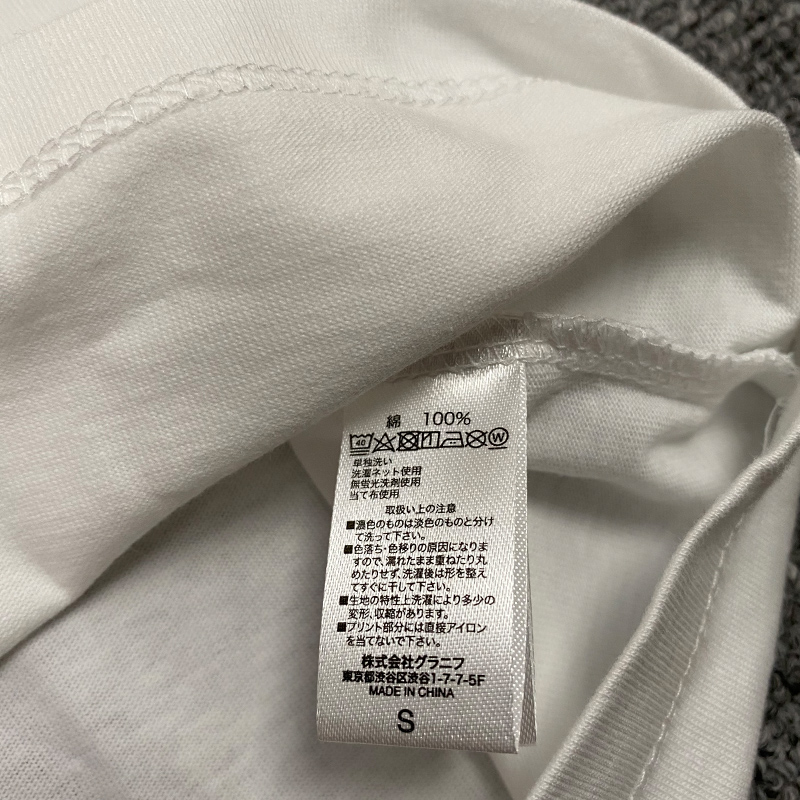 綿 100%
40 W
単独洗い
洗濯ネット使用
無蛍光洗剤使用
当て布使用
取扱い上の注意
■濃色のものは淡色のものと分け
て洗って下さい。
■色落ち・色移りの原因になりま
すので、濡れたまま重ねたり丸
めたりせず、洗濯後は形を整え
てすぐに干して下さい。
■生地の特性上洗濯により多少の
変形、収縮があります。
■プリント部分には直接アイロン
を当てないで下さい。
株式会社グラニフ
東京都渋谷区渋谷1-7-7-5F
MADE IN CHINA
S